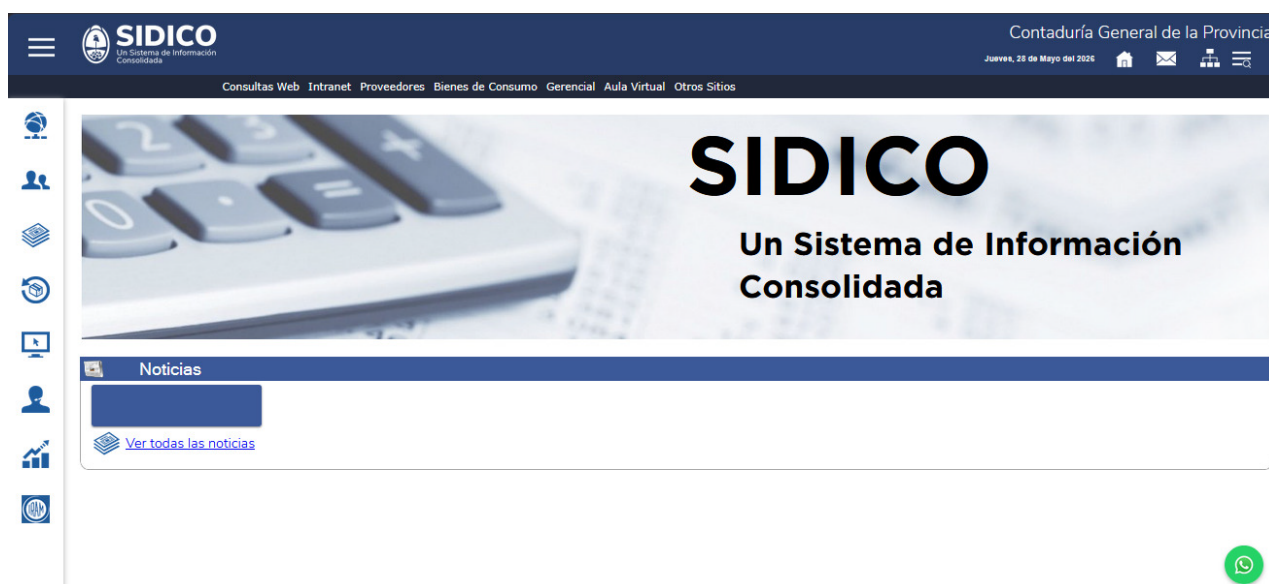 SIDICO
Un Sistema de Información
Consolidada
Contaduría General de la Provincia
Jueves, 28 de Mayo del 2026
Consultas Web Intranet Proveedores Bienes de Consumo Gerencial Aula Virtual Otros Sitios
SIDICO
Un Sistema de Información
Consolidada
Noticias
Ver todas las noticias
IRAM